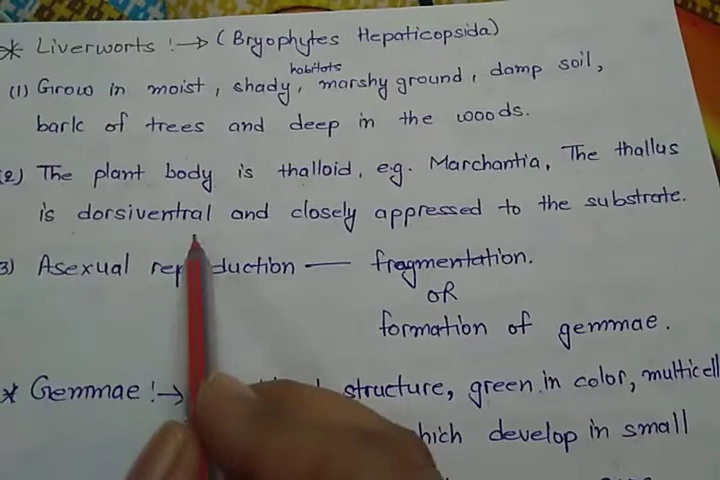 * Liverworts :→ (Bryophytes Hepaticopsida)
(1) Grow in moist, shady, habitats marshy ground, damp soil,
bark of trees and deep in the woods.
(2) The plant body is thalloid, e.g. Marchantia, The thallus
is dorsiventral and closely appressed to the substrate.
3) Asexual rep duction — fragmentation.
OR
formation of gemmae.
* Gemmae :→ structure, green in color, multicell
hich develop in small